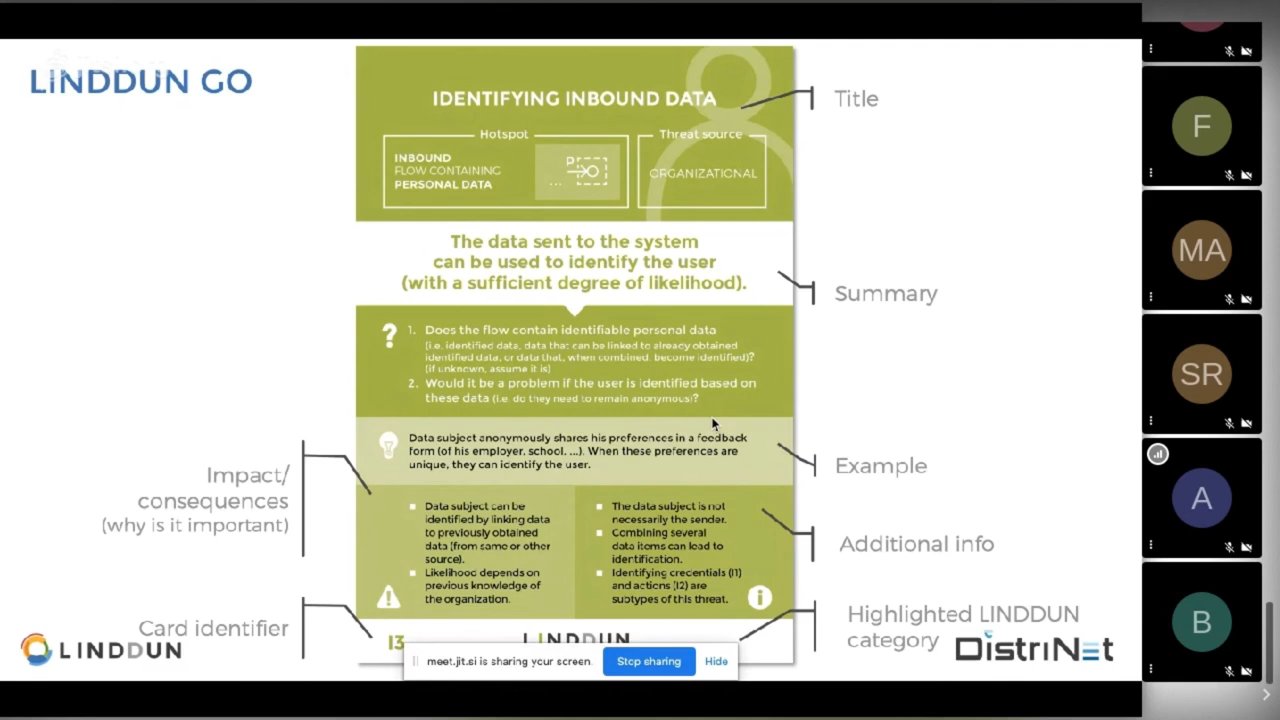 LINDDUN GO
IDENTIFYING INBOUND DATA
Hotspot
Threat source
INBOUND
FLOW CONTAINING
PERSONAL DATA
P
...
ORGANIZATIONAL
The data sent to the system
can be used to identify the user
(with a sufficient degree of likelihood).
? 1. Does the flow contain identifiable personal data
(i.e. identified data, data that can be linked to already obtained
identified data, or data that, when combined, become identified)?
(if unknown, assume it is)
2. Would it be a problem if the user is identified based on
these data (i.e. do they need to remain anonymous)?
Data subject anonymously shares his preferences in a feedback
form (of his employer, school, ...). When these preferences are
unique, they can identify the user.
Data subject can be
identified by linking data
to previously obtained
data (from same or other
source).
Likelihood depends on
previous knowledge of
the organization.
The data subject is not
necessarily the sender.
Combining several
data items can lead to
identification.
Identifying credentials (I1)
and actions (I2) are
subtypes of this threat.
I3
LINDDUN
Title
Summary
Example
Additional info
Highlighted LINDDUN
category
Impact/
consequences
(why is it important)
Card identifier
LINDDUN
DistriNet
meet.jit.si is sharing your screen.
Stop sharing
Hide
F
MA
SR
A
B